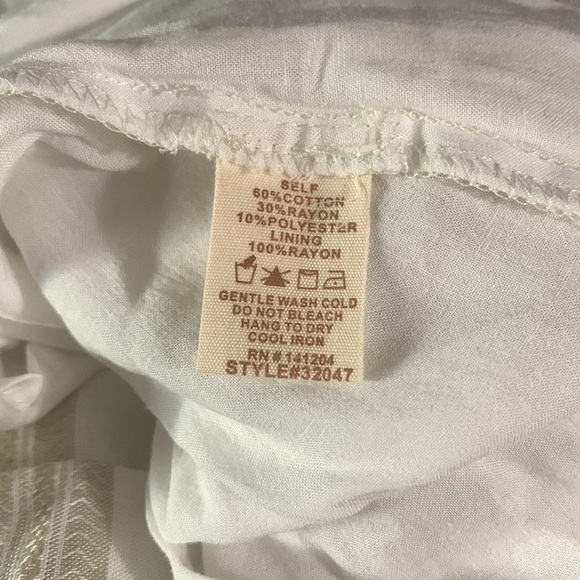 SELF
60%COTTON
30%RAYON
10%POLYESTER
LINING
100%RAYON
GENTLE WASH COLD
DO NOT BLEACH
HANG TO DRY
COOL IRON
RN # 141204
STYLE#32047